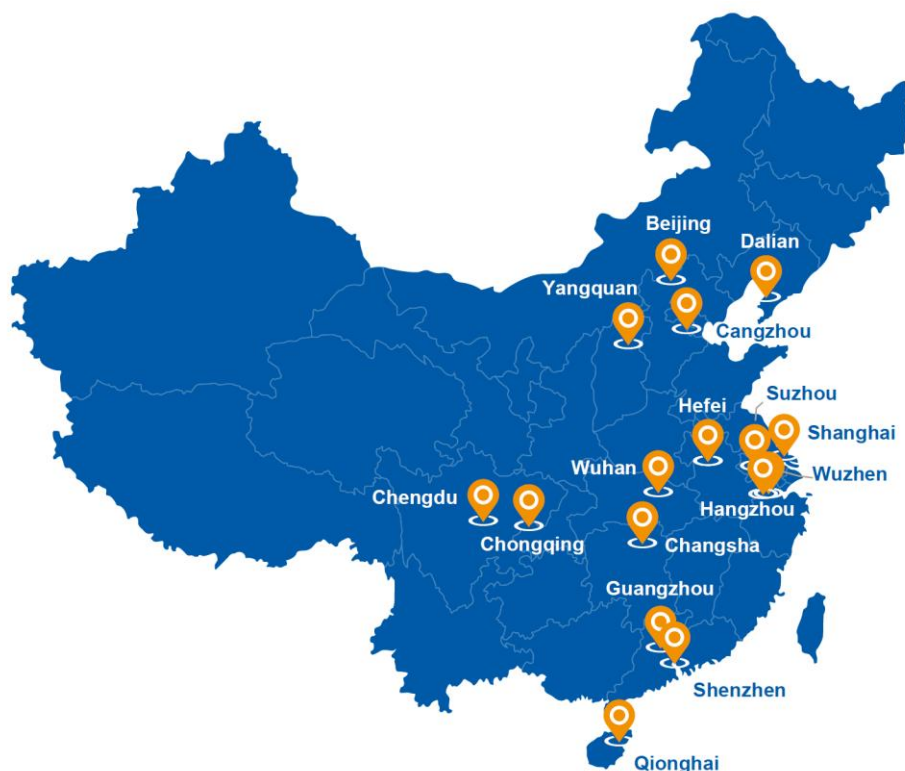 Beijing
Dalian
Yangquan
Cangzhou
Suzhou
Hefei
Shanghai
Wuhan
Wuzhen
Chengdu
Hangzhou
Chongqing
Changsha
Guangzhou
Shenzhen
Qionghai